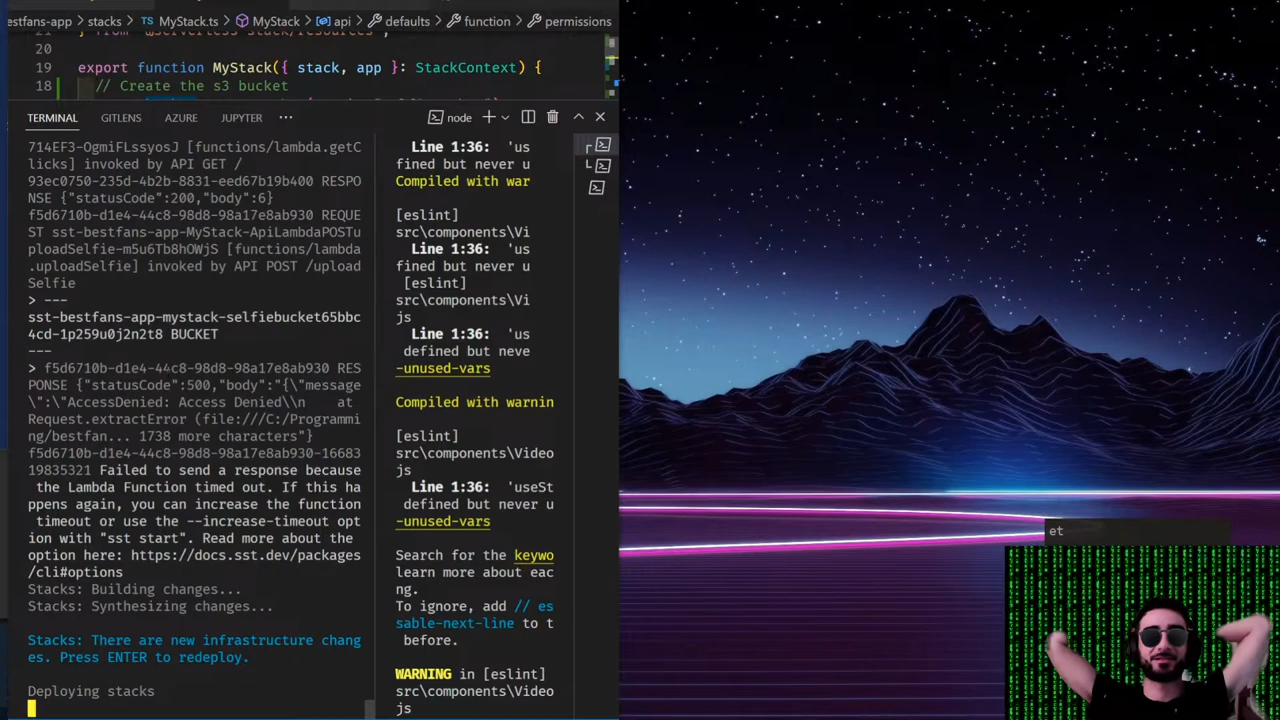 estfans-app > stacks > TS MyStack.ts > MyStack > api > defaults > function > permissions
21 } from "@serverless-stack/resources";
20
19 export function MyStack({ stack, app }: StackContext) {
18 // Create the s3 bucket
TERMINAL GITLENS AZURE JUPYTER ··· node
714EF3-OgmiFLssyosJ [functions/lambda.getC
licks] invoked by API GET /
93ec0750-235d-4b2b-8831-eed67b19b400 RESPO
NSE {"statusCode":200,"body":6}
f5d6710b-d1e4-44c8-98d8-98a17e8ab930 REQUE
ST sst-bestfans-app-MyStack-ApiLambdaPOSTu
ploadSelfie-m5u6Tb8hOWjS [functions/lambda
.uploadSelfie] invoked by API POST /upload
Selfie
> ---
sst-bestfans-app-mystack-selfiebucket65bbc
4cd-1p259u0j2n2t8 BUCKET
---
> f5d6710b-d1e4-44c8-98d8-98a17e8ab930 RES
PONSE {"statusCode":500,"body":"{\"message
\":\"AccessDenied: Access Denied\\n    at
Request.extractError (file:///C:/Programmi
ng/bestfan... 1738 more characters"}
f5d6710b-d1e4-44c8-98d8-98a17e8ab930-16683
19835321 Failed to send a response because
the Lambda Function timed out. If this ha
ppens again, you can increase the function
timeout or use the --increase-timeout opt
ion with "sst start". Read more about the
option here: https://docs.sst.dev/packages
/cli#options
Stacks: Building changes...
Stacks: Synthesizing changes...
Stacks: There are new infrastructure chang
es. Press ENTER to redeploy.
Deploying stacks
Line 1:36: 'us
fined but never u
Compiled with war
[eslint]
src\components\Vi
Line 1:36: 'us
fined but never u
[eslint]
src\components\Vi
js
Line 1:36: 'us
defined but neve
-unused-vars
Compiled with warnin
[eslint]
src\components\Video
js
Line 1:36: 'useSt
defined but never u
-unused-vars
Search for the keywo
learn more about eac
ng.
To ignore, add // es
sable-next-line to t
before.
WARNING in [eslint]
src\components\Video
js
et